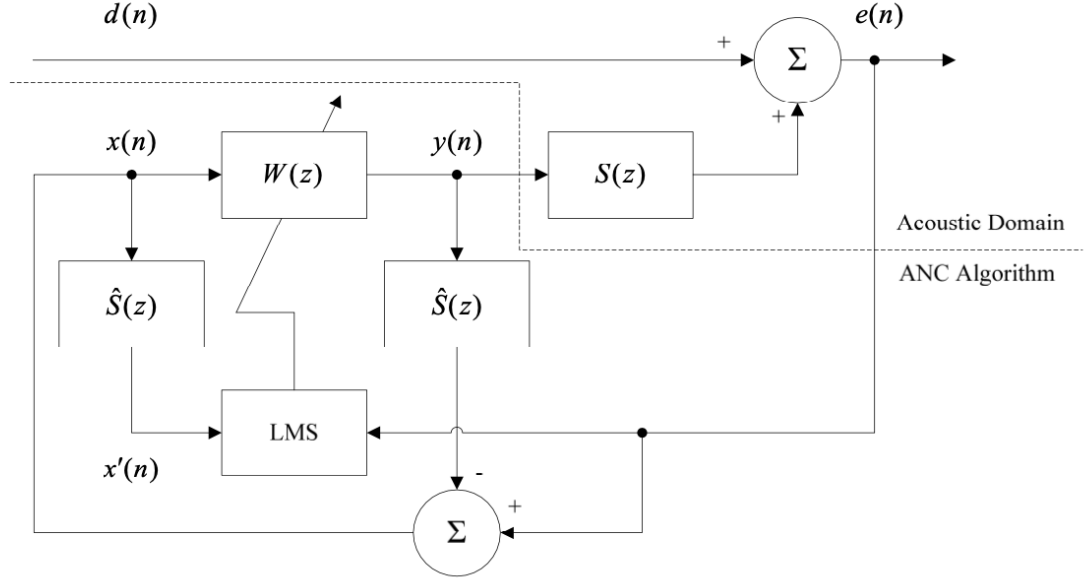 d(n)
e(n)
+
Σ
+
x(n)
W(z)
y(n)
S(z)
Acoustic Domain
ANC Algorithm
Ŝ(z)
Ŝ(z)
LMS
x′(n)
-
+
Σ